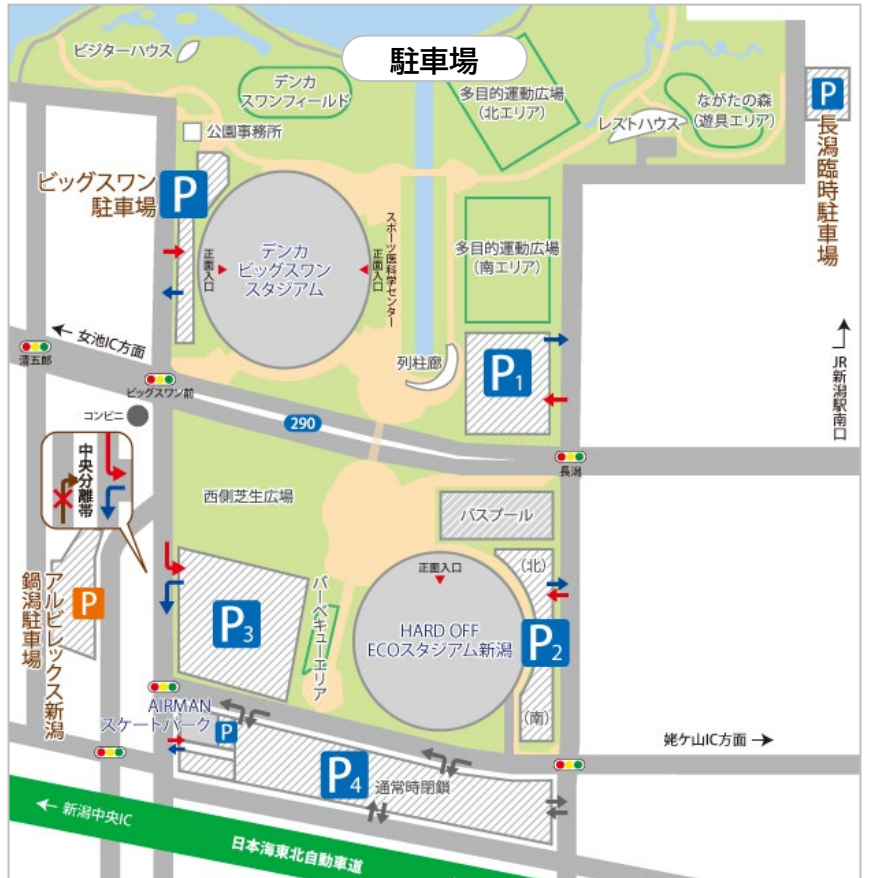 駐車場
ビジターハウス
デンカ
スワンフィールド
多目的運動広場
(北エリア)
ながたの森
(遊具エリア)
レストハウス
P
長潟臨時駐車場
公園事務所
ビッグスワン
駐車場
P
デンカ
ビッグスワン
スタジアム
正面入口
正面入口
スポーツ医科学センター
多目的運動広場
(南エリア)
← 女池IC方面
清五郎
ビッグスワン前
コンビニ
列柱廊
P1
JR新潟駅南口
290
長潟
中央分離帯
西側芝生広場
バスプール
正面入口
(北)
アルビレックス新潟
鍋潟駐車場
P
P3
バーベキューエリア
HARD OFF
ECOスタジアム新潟
P2
(南)
AIRMAN
スケートパーク
P
姥ケ山IC方面 →
P4
通常時閉鎖
← 新潟中央IC
日本海東北自動車道